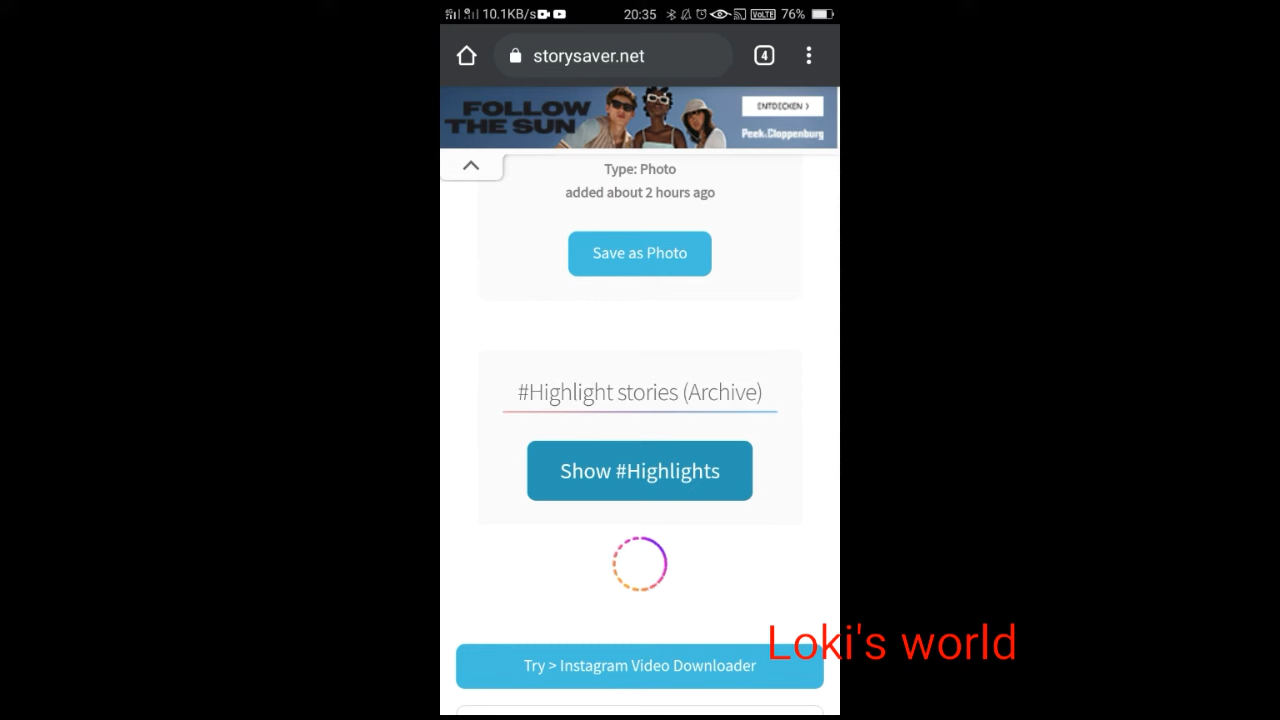 10.1KB/s 20:35 VoLTE 76%
storysaver.net 4
FOLLOW
THE SUN
ENTDECKEN >
Peek&Cloppenburg
Type: Photo
added about 2 hours ago
Save as Photo
#Highlight stories (Archive)
Show #Highlights
Loki's world
Try > Instagram Video Downloader